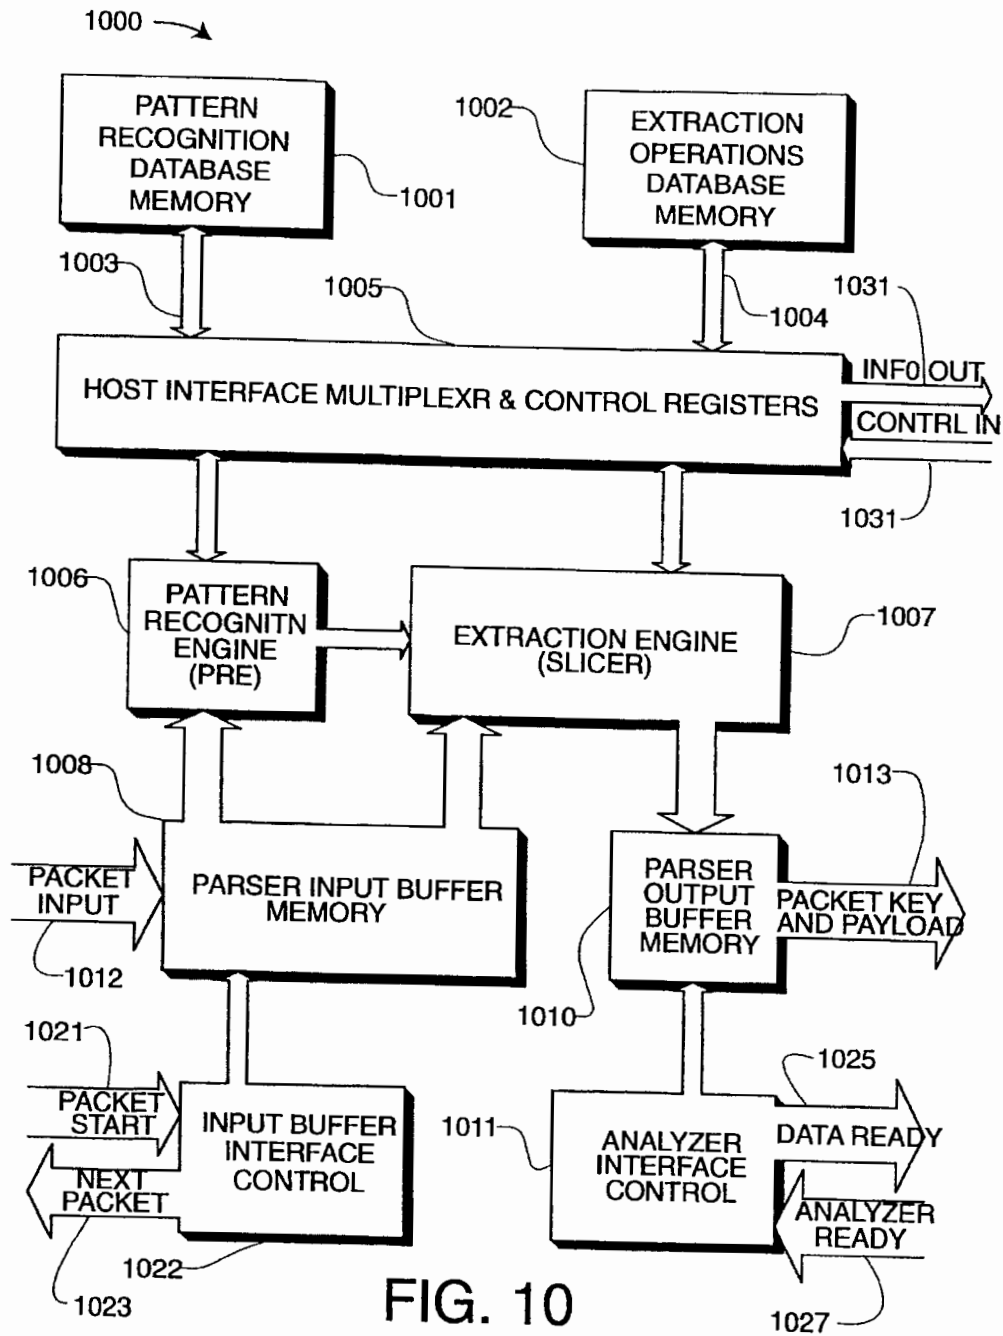 1000
PATTERN
RECOGNITION
DATABASE
MEMORY
1001
1002
EXTRACTION
OPERATIONS
DATABASE
MEMORY
1003
1005
1004
1031
HOST INTERFACE MULTIPLEXR & CONTROL REGISTERS
INFO OUT
CONTRL IN
1031
1006
PATTERN
RECOGNITN
ENGINE
(PRE)
EXTRACTION ENGINE
(SLICER)
1007
1008
1013
PACKET
INPUT
1012
PARSER INPUT BUFFER
MEMORY
PARSER
OUTPUT
BUFFER
MEMORY
PACKET KEY
AND PAYLOAD
1010
1021
PACKET
START
NEXT
PACKET
INPUT BUFFER
INTERFACE
CONTROL
1022
1023
1011
ANALYZER
INTERFACE
CONTROL
1025
DATA READY
ANALYZER
READY
1027
FIG. 10